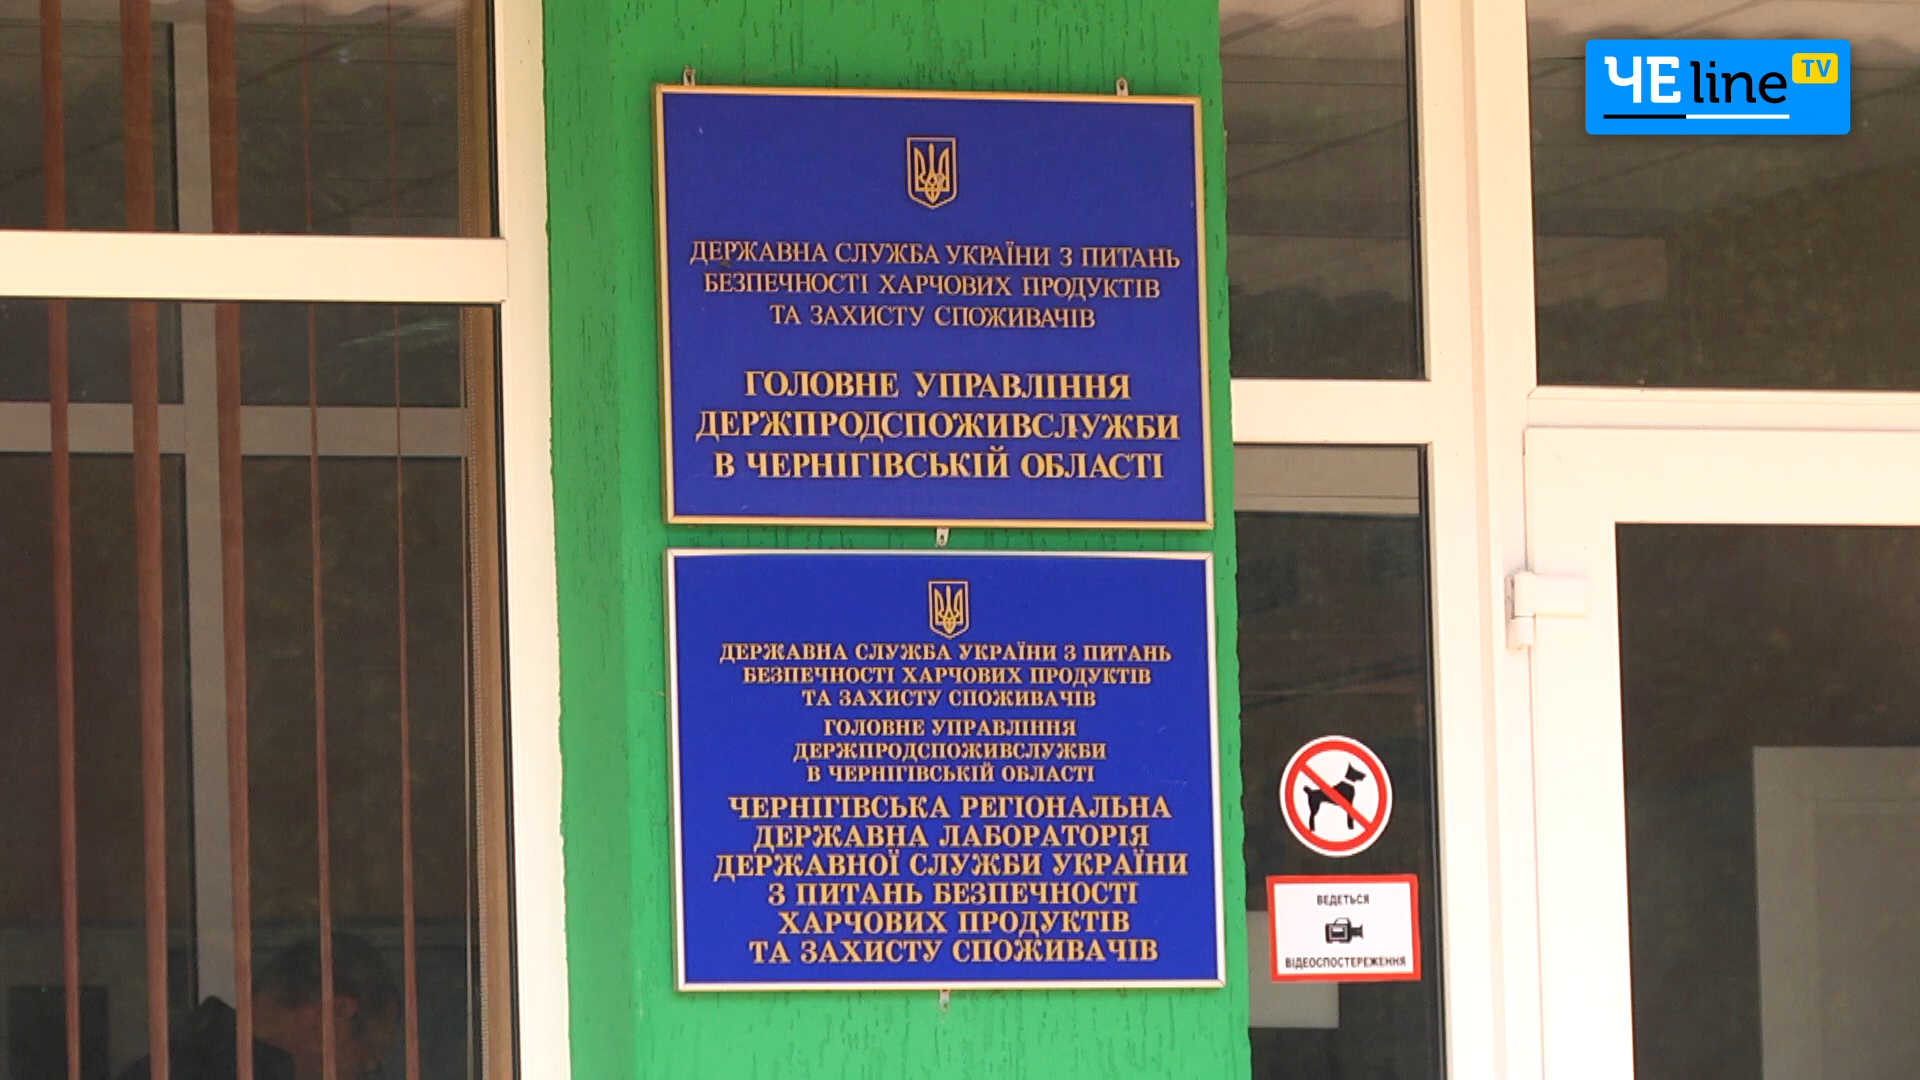 ЧЕline TV
ДЕРЖАВНА СЛУЖБА УКРАЇНИ З ПИТАНЬ
БЕЗПЕЧНОСТІ ХАРЧОВИХ ПРОДУКТІВ
ТА ЗАХИСТУ СПОЖИВАЧІВ
ГОЛОВНЕ УПРАВЛІННЯ
ДЕРЖПРОДСПОЖИВСЛУЖБИ
В ЧЕРНІГІВСЬКІЙ ОБЛАСТІ
ДЕРЖАВНА СЛУЖБА УКРАЇНИ З ПИТАНЬ
БЕЗПЕЧНОСТІ ХАРЧОВИХ ПРОДУКТІВ
ТА ЗАХИСТУ СПОЖИВАЧІВ
ГОЛОВНЕ УПРАВЛІННЯ
ДЕРЖПРОДСПОЖИВСЛУЖБИ
В ЧЕРНІГІВСЬКІЙ ОБЛАСТІ
ЧЕРНІГІВСЬКА РЕГІОНАЛЬНА
ДЕРЖАВНА ЛАБОРАТОРІЯ
ДЕРЖАВНОЇ СЛУЖБИ УКРАЇНИ
З ПИТАНЬ БЕЗПЕЧНОСТІ
ХАРЧОВИХ ПРОДУКТІВ
ТА ЗАХИСТУ СПОЖИВАЧІВ
ВЕДЕТЬСЯ
ВІДЕОСПОСТЕРЕЖЕННЯ